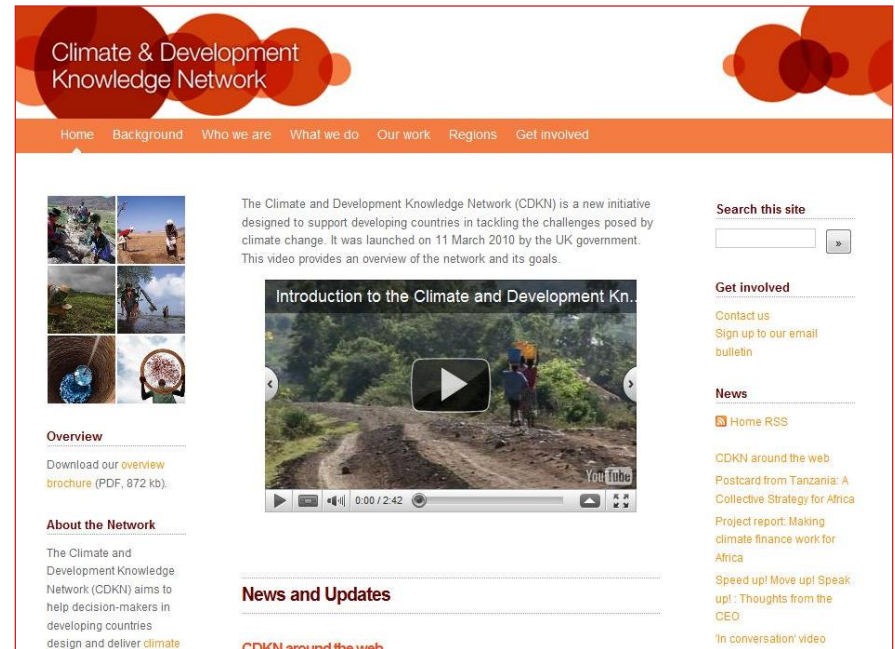 Climate & Development
Knowledge Network
Home Background Who we are What we do Our work Regions Get involved
Overview
Download our overview
brochure (PDF, 872 kb).
About the Network
The Climate and
Development Knowledge
Network (CDKN) aims to
help decision-makers in
developing countries
design and deliver climate
The Climate and Development Knowledge Network (CDKN) is a new initiative
designed to support developing countries in tackling the challenges posed by
climate change. It was launched on 11 March 2010 by the UK government.
This video provides an overview of the network and its goals.
Introduction to the Climate and Development Kn...
YouTube
0:00 / 2:42
News and Updates
CDKN around the web
Search this site
»
Get involved
Contact us
Sign up to our email
bulletin
News
Home RSS
CDKN around the web
Postcard from Tanzania: A
Collective Strategy for Africa
Project report: Making
climate finance work for
Africa
Speed up! Move up! Speak
up! : Thoughts from the
CEO
'In conversation' video